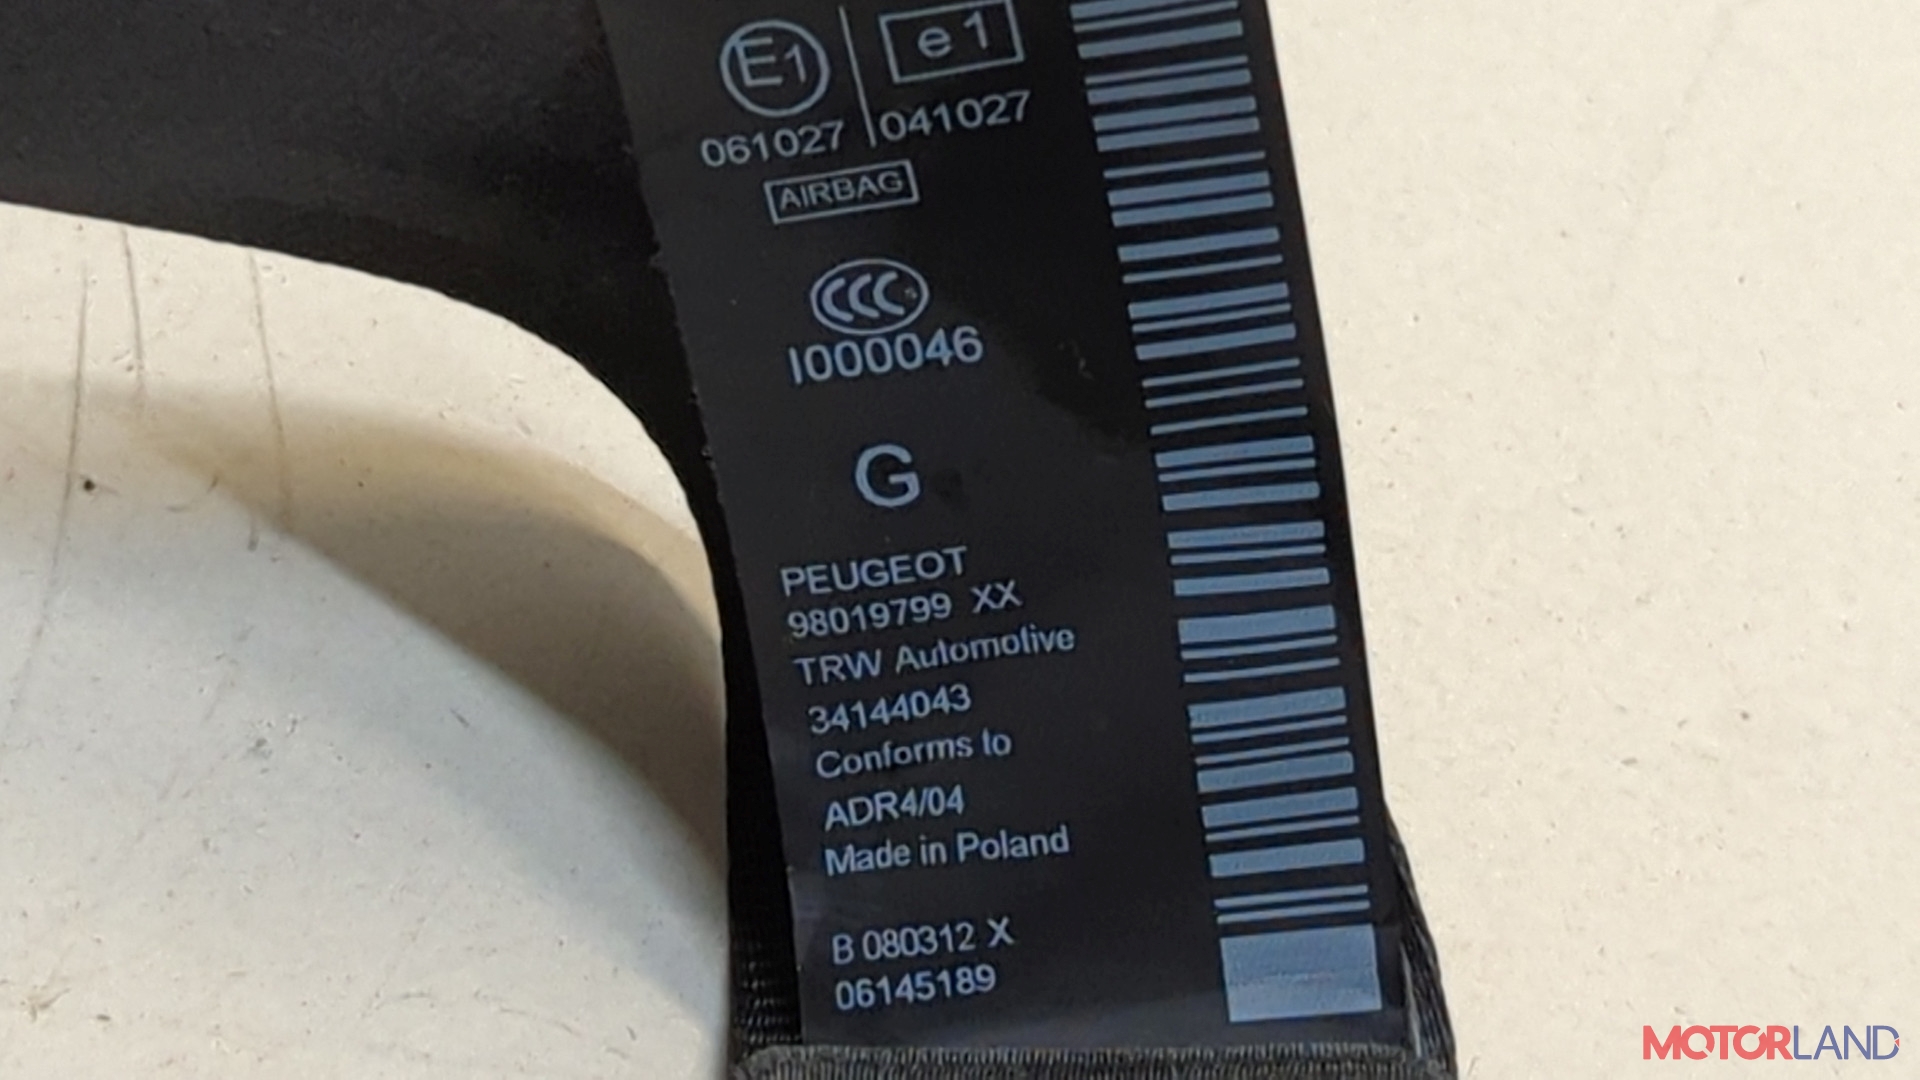 E1 e1
061027 041027
AIRBAG
CCC
I000046
G
PEUGEOT
98019799 XX
TRW Automotive
34144043
Conforms to
ADR4/04
Made in Poland
B 080312 X
06145189
MOTORLAND